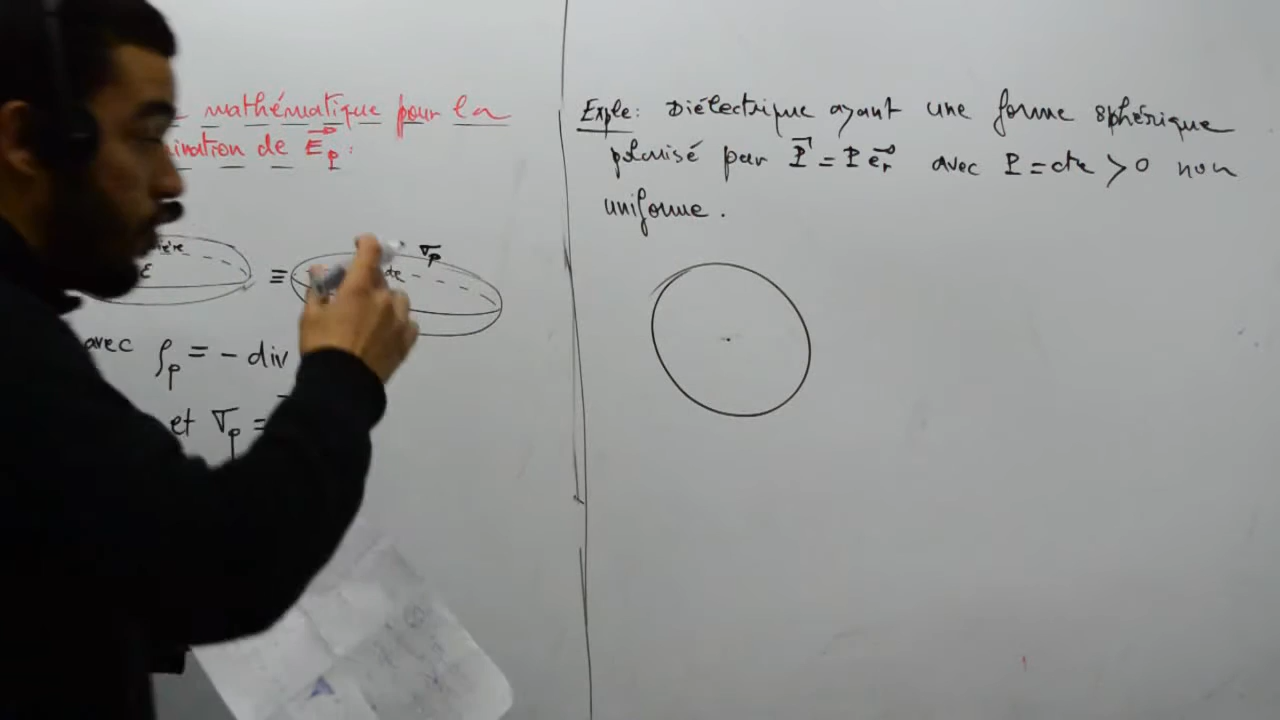 mathématique pour la
ination de E⃗p :
ε ≡ σp
avec ρp = - div
et σp =
Exple: Diélectrique ayant une forme sphérique
polarisé par P⃗ = P e⃗r avec P = cte > 0 non
uniforme.